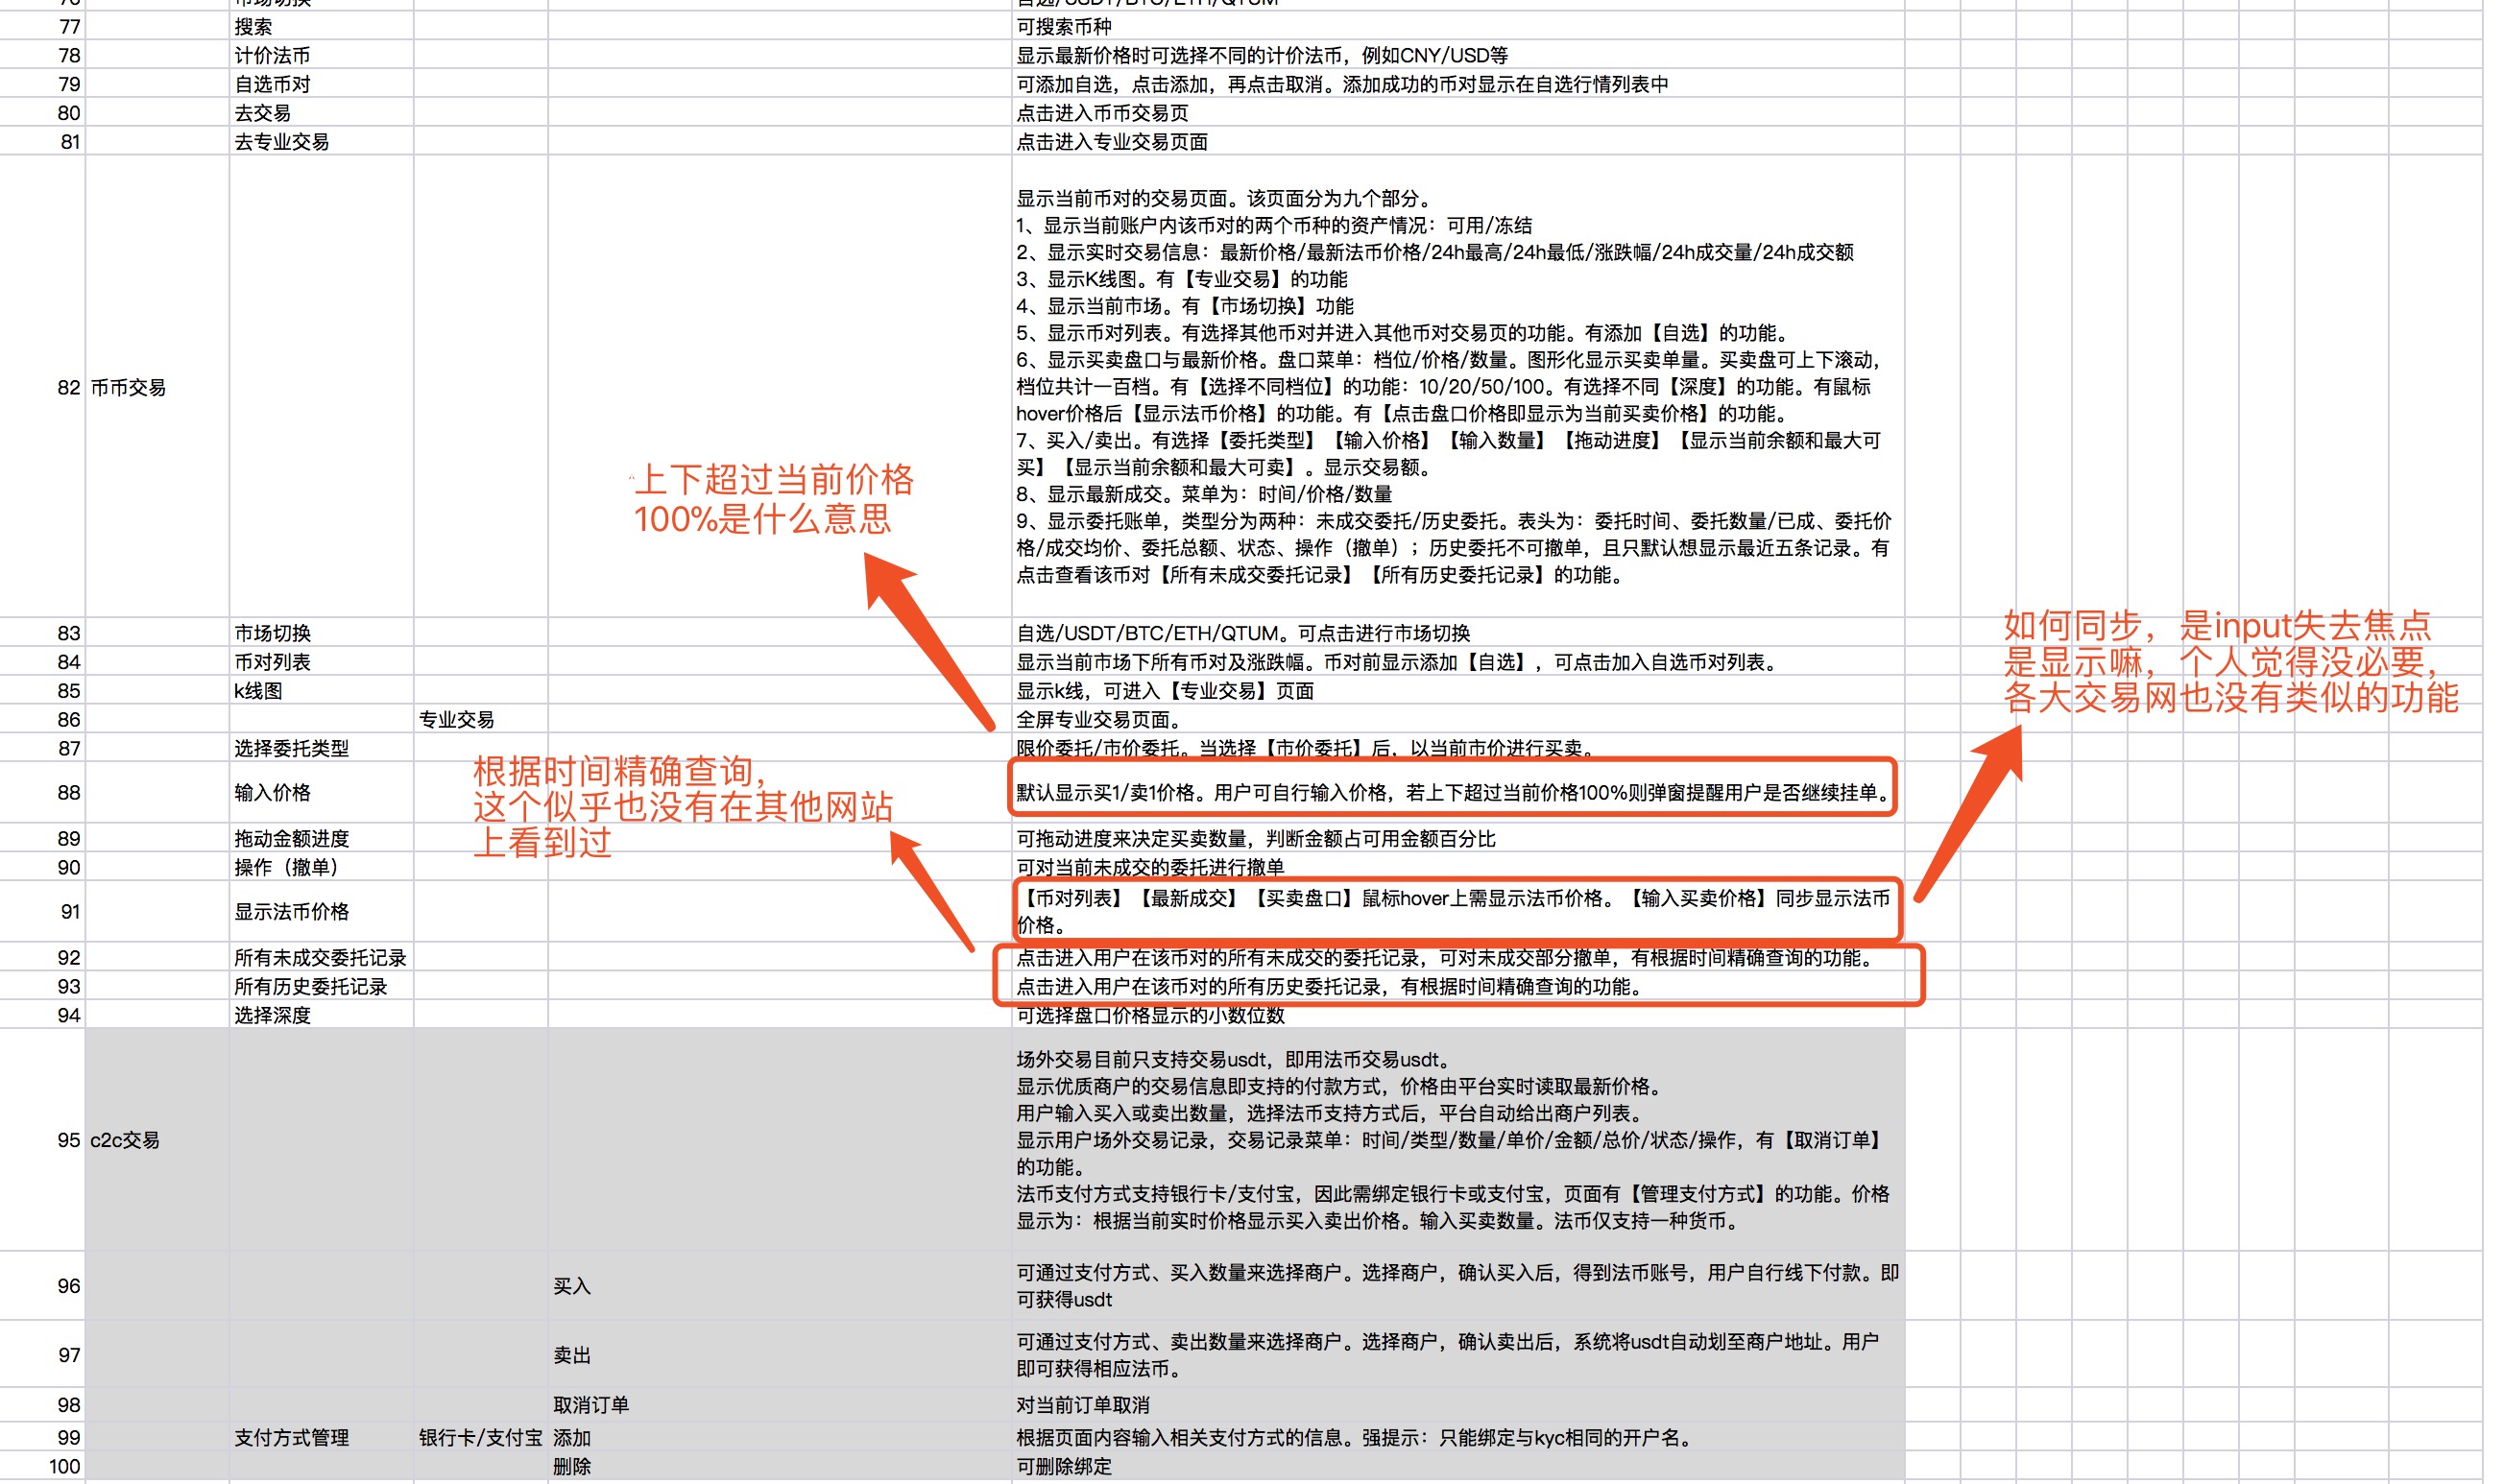 76 市场切换 自选/USDT/BTC/ETH/QTUM
77 搜索 可搜索币种
78 计价法币 显示最新价格时可选择不同的计价法币，例如CNY/USD等
79 自选币对 可添加自选，点击添加，再点击取消。添加成功的币对显示在自选行情列表中
80 去交易 点击进入币币交易页
81 去专业交易 点击进入专业交易页面
82 币币交易
显示当前币对的交易页面。该页面分为九个部分。
1、显示当前账户内该币对的两个币种的资产情况：可用/冻结
2、显示实时交易信息：最新价格/最新法币价格/24h最高/24h最低/涨跌幅/24h成交量/24h成交额
3、显示K线图。有【专业交易】的功能
4、显示当前市场。有【市场切换】功能
5、显示币对列表。有选择其他币对并进入其他币对交易页的功能。有添加【自选】的功能。
6、显示买卖盘口与最新价格。盘口菜单：档位/价格/数量。图形化显示买卖单量。买卖盘可上下滚动，
档位共计一百档。有【选择不同档位】的功能：10/20/50/100。有选择不同【深度】的功能。有鼠标
hover价格后【显示法币价格】的功能。有【点击盘口价格即显示为当前买卖价格】的功能。
7、买入/卖出。有选择【委托类型】【输入价格】【输入数量】【拖动进度】【显示当前余额和最大可
买】【显示当前余额和最大可卖】。显示交易额。
8、显示最新成交。菜单为：时间/价格/数量
9、显示委托账单，类型分为两种：未成交委托/历史委托。表头为：委托时间、委托数量/已成、委托价
格/成交均价、委托总额、状态、操作（撤单）；历史委托不可撤单，且只默认想显示最近五条记录。有
点击查看该币对【所有未成交委托记录】【所有历史委托记录】的功能。
上下超过当前价格
100%是什么意思
83 市场切换 自选/USDT/BTC/ETH/QTUM。可点击进行市场切换
84 币对列表 显示当前市场下所有币对及涨跌幅。币对前显示添加【自选】，可点击加入自选币对列表。
85 k线图 显示k线，可进入【专业交易】页面
如何同步，是input失去焦点
是显示嘛，个人觉得没必要，
各大交易网也没有类似的功能
86 专业交易 全屏专业交易页面。
87 选择委托类型 限价委托/市价委托。当选择【市价委托】后，以当前市价进行买卖。
88 输入价格 默认显示买1/卖1价格。用户可自行输入价格，若上下超过当前价格100%则弹窗提醒用户是否继续挂单。
根据时间精确查询，
这个似乎也没有在其他网站
上看到过
89 拖动金额进度 可拖动进度来决定买卖数量，判断金额占可用金额百分比
90 操作（撤单） 可对当前未成交的委托进行撤单
91 显示法币价格 【币对列表】【最新成交】【买卖盘口】鼠标hover上需显示法币价格。【输入买卖价格】同步显示法币
价格。
92 所有未成交委托记录 点击进入用户在该币对的所有未成交的委托记录，可对未成交部分撤单，有根据时间精确查询的功能。
93 所有历史委托记录 点击进入用户在该币对的所有历史委托记录，有根据时间精确查询的功能。
94 选择深度 可选择盘口价格显示的小数位数
95 c2c交易
场外交易目前只支持交易usdt，即用法币交易usdt。
显示优质商户的交易信息即支持的付款方式，价格由平台实时读取最新价格。
用户输入买入或卖出数量，选择法币支持方式后，平台自动给出商户列表。
显示用户场外交易记录，交易记录菜单：时间/类型/数量/单价/金额/总价/状态/操作，有【取消订单】
的功能。
法币支付方式支持银行卡/支付宝，因此需绑定银行卡或支付宝，页面有【管理支付方式】的功能。价格
显示为：根据当前实时价格显示买入卖出价格。输入买卖数量。法币仅支持一种货币。
96 买入 可通过支付方式、买入数量来选择商户。选择商户，确认买入后，得到法币账号，用户自行线下付款。即
可获得usdt
97 卖出 可通过支付方式、卖出数量来选择商户。选择商户，确认卖出后，系统将usdt自动划至商户地址。用户
即可获得相应法币。
98 取消订单 对当前订单取消
99 支付方式管理 银行卡/支付宝 添加 根据页面内容输入相关支付方式的信息。强提示：只能绑定与kyc相同的开户名。
100 删除 可删除绑定